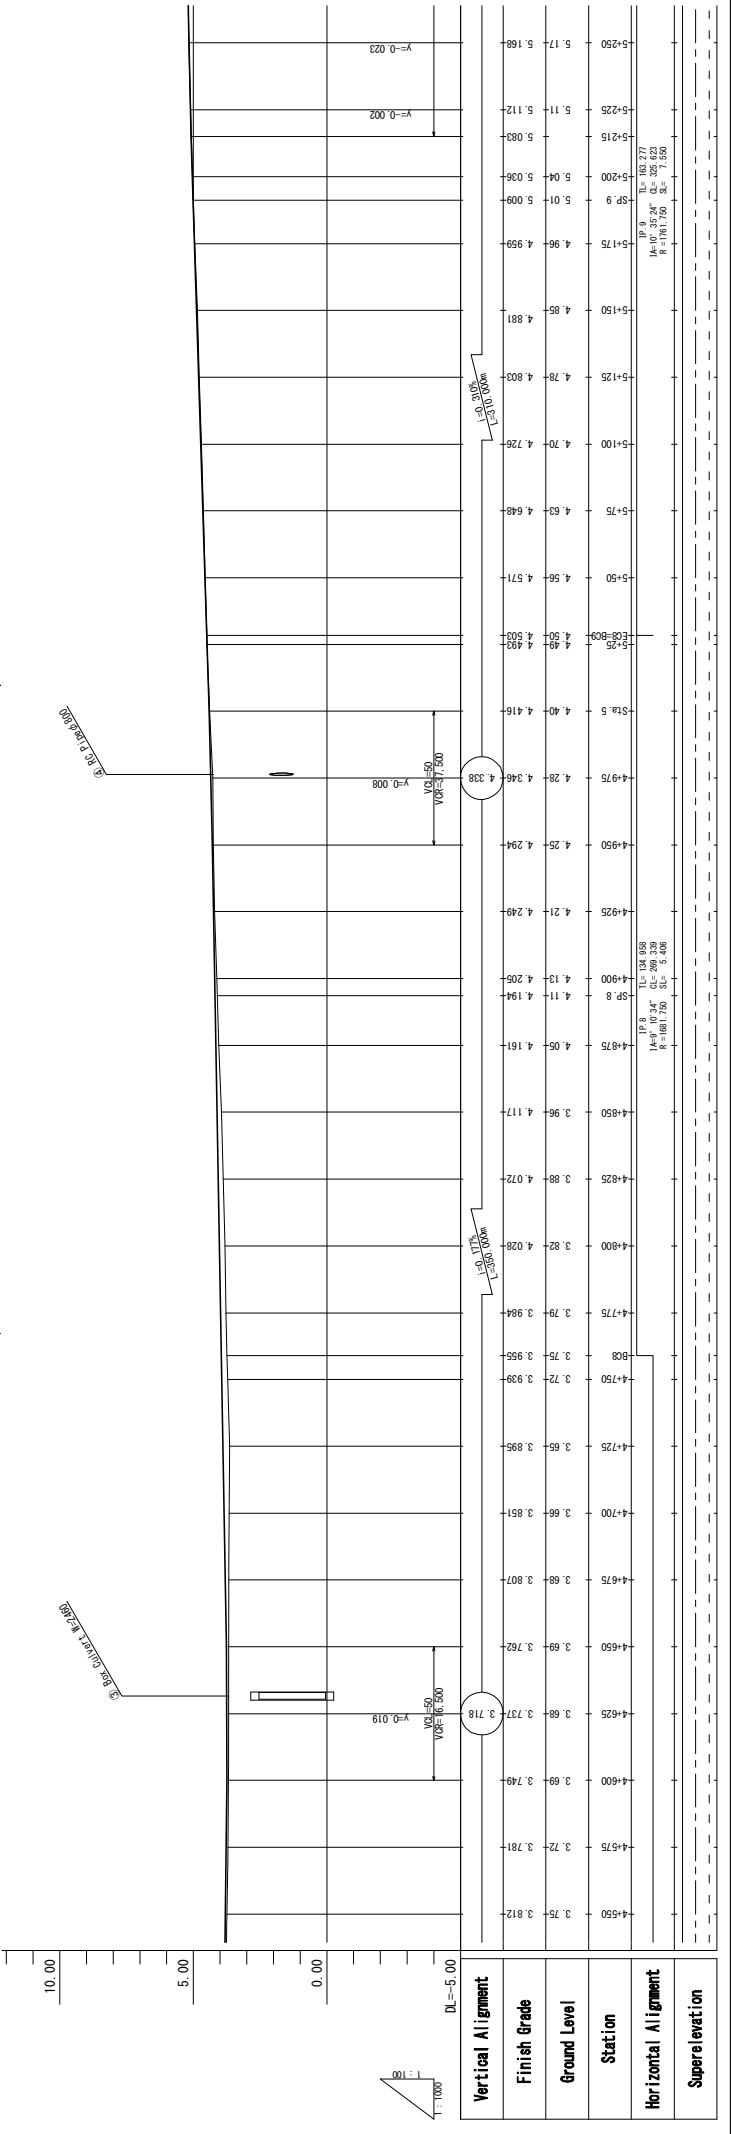 ③ Box Culvert W=2460
④ RC Pipeφ800
10.00
5.00
0.00
DL=-5.00
1 : 100
1 : 1000
y=0.019
VCL=50
VCR=16,500
y=0.008
VCL=50
VCR=37,500
y=-0.002
y=-0.023
Vertical Alignment
3.718
i=0.177%
L=350.000m
4.338
i=0.310%
L=310.000m
Finish Grade
3.812 3.781 3.749 3.737 3.762 3.807 3.851 3.895 3.939 3.955 3.984 4.028 4.072 4.117 4.161 4.194 4.205 4.249 4.294 4.346 4.416 4.493 4.503 4.571 4.648 4.726 4.803 4.881 4.959 5.009 5.036 5.083 5.112 5.168
Ground Level
3.75 3.72 3.69 3.68 3.69 3.68 3.66 3.65 3.72 3.75 3.79 3.82 3.88 3.96 4.05 4.11 4.13 4.21 4.25 4.28 4.40 4.49 4.50 4.56 4.63 4.70 4.78 4.85 4.96 5.01 5.04 5.11 5.17
Station
4+550 4+575 4+600 4+625 4+650 4+675 4+700 4+725 4+750 BC8 4+775 4+800 4+825 4+850 4+875 SP.8 4+900 4+925 4+950 4+975 Sta.5 5+25 EC8=BC9 5+50 5+75 5+100 5+125 5+150 5+175 SP.9 5+200 5+215 5+225 5+250
Horizontal Alignment
IP.8 TL= 134.958
IA=9° 10'34" CL= 269.339
R =1681.750 SL= 5.406
IP.9 TL= 163.277
IA=10° 35'24" CL= 325.623
R =1761.750 SL= 7.550
Superelevation